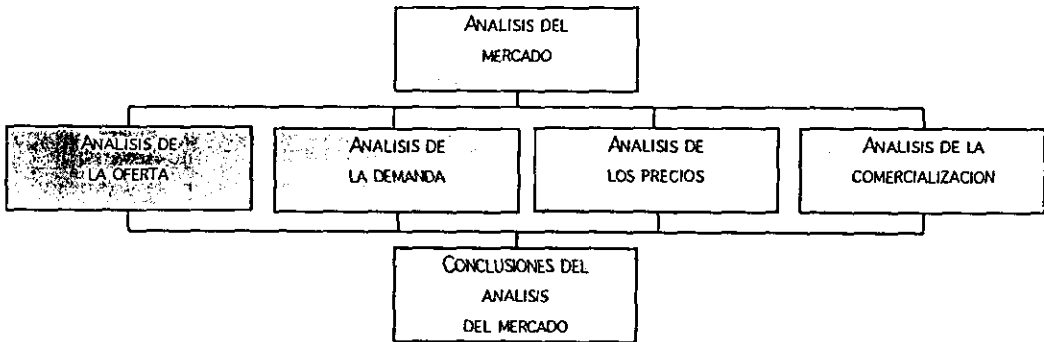 ANALISIS DEL
MERCADO
ANALISIS DE
LA OFERTA
ANALISIS DE
LA DEMANDA
ANALISIS DE
LOS PRECIOS
ANALISIS DE LA
COMERCIALIZACION
CONCLUSIONES DEL
ANALISIS
DEL MERCADO